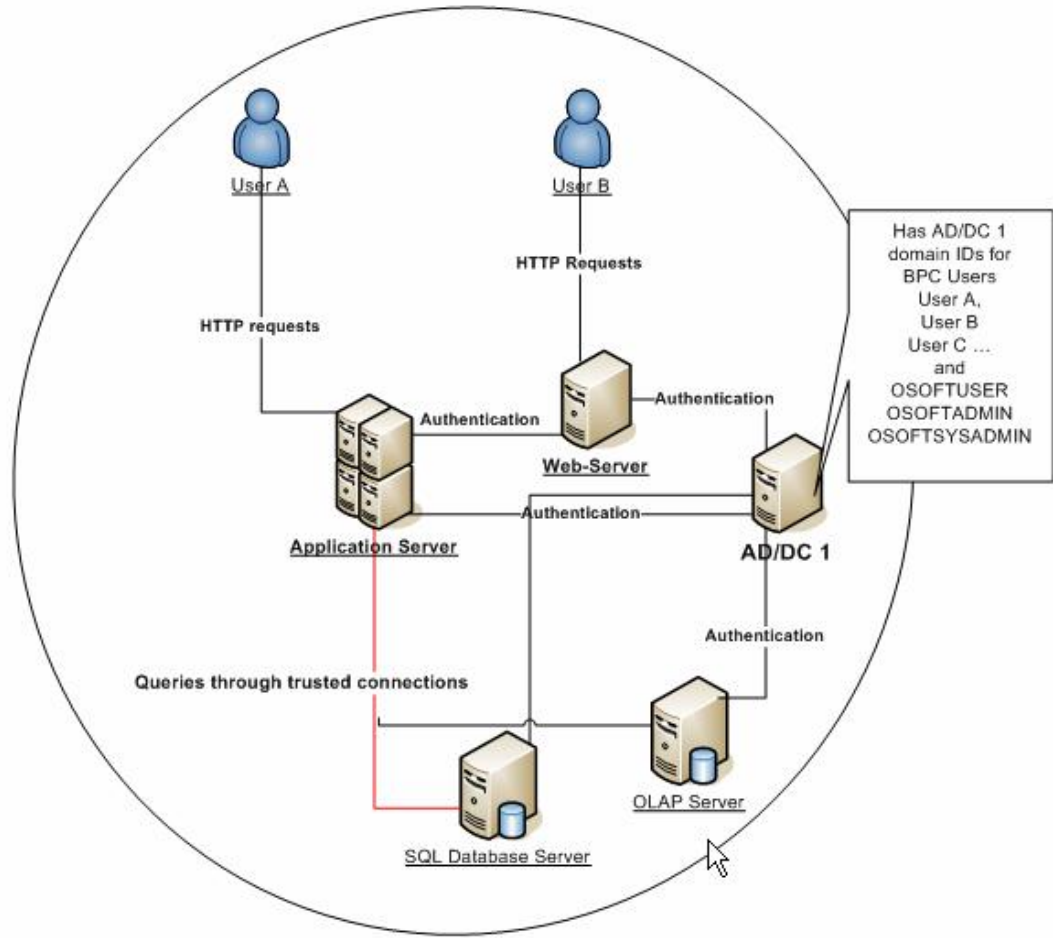 User A
User B
HTTP Requests
HTTP requests
Has AD/DC 1
domain IDs for
BPC Users
User A,
User B
User C ...
and
OSOFTUSER
OSOFTADMIN
OSOFTSYSADMIN
Authentication
Authentication
Web-Server
Authentication
Application Server
AD/DC 1
Authentication
Queries through trusted connections
OLAP Server
SQL Database Server